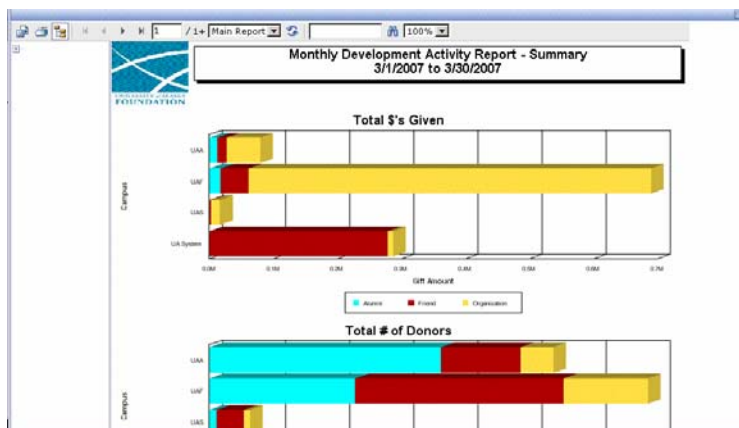 1 / 1+ Main Report 100%
Monthly Development Activity Report - Summary
3/1/2007 to 3/30/2007
FOUNDATION
Total $'s Given
UAA
UAF
UAS
UA System
Campus
0.0M 0.1M 0.2M 0.3M 0.4M 0.5M 0.6M 0.7M
Gift Amount
Alumni Friend Organization
Total # of Donors
UAA
UAF
UAS
Campus